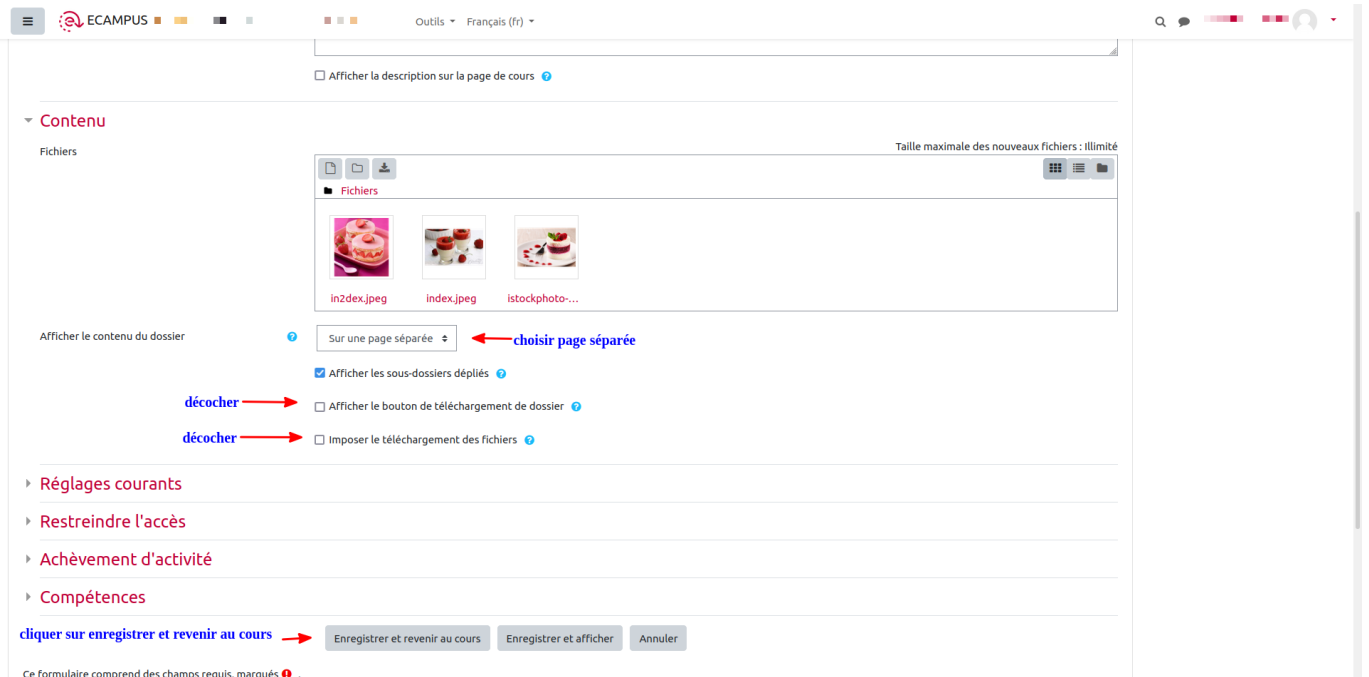 ECAMPUS
Outils Français (fr)
Afficher la description sur la page de cours
Contenu
Fichiers
Taille maximale des nouveaux fichiers : Illimité
Fichiers
in2dex.jpeg index.jpeg istockphoto-...
Afficher le contenu du dossier
Sur une page séparée
choisir page séparée
Afficher les sous-dossiers dépliés
décocher
Afficher le bouton de téléchargement de dossier
décocher
Imposer le téléchargement des fichiers
Réglages courants
Restreindre l'accès
Achèvement d'activité
Compétences
cliquer sur enregistrer et revenir au cours
Enregistrer et revenir au cours Enregistrer et afficher Annuler
Ce formulaire comprend des champs requis, marqués